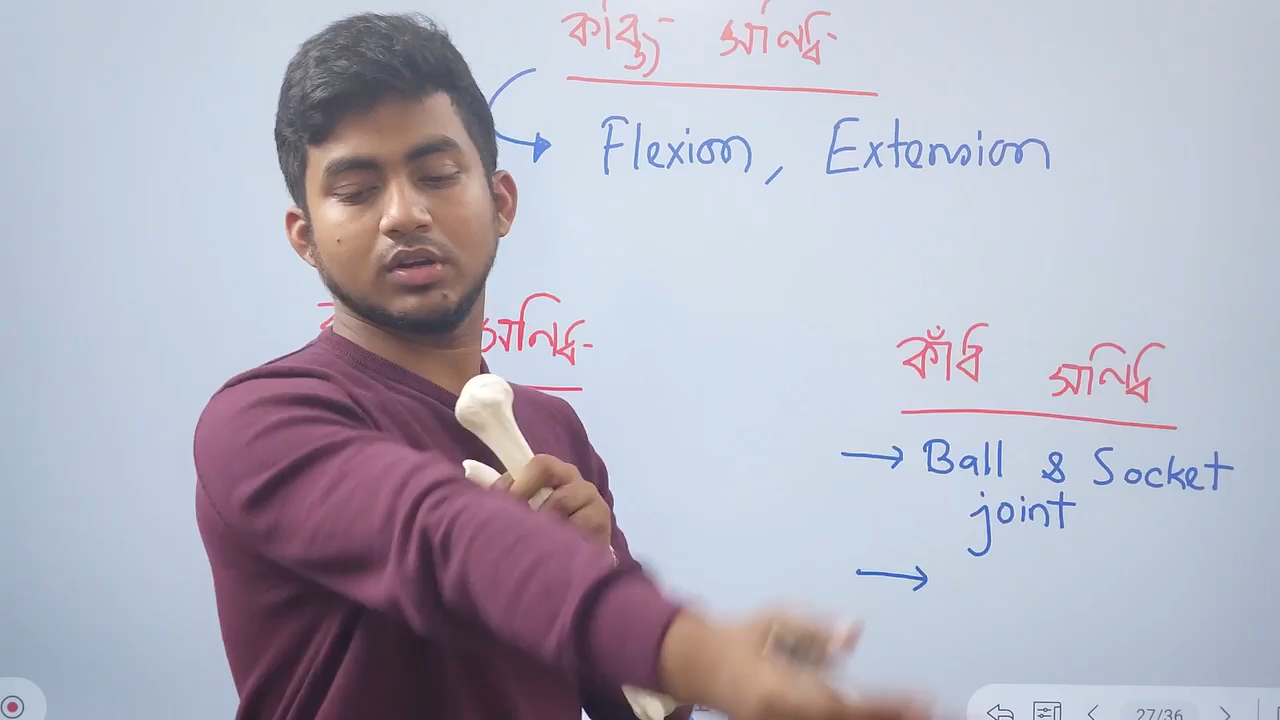 কব্জা সন্ধি
Flexion, Extension
সন্ধি
কাঁধ সন্ধি
→ Ball & Socket
joint
→
27/36